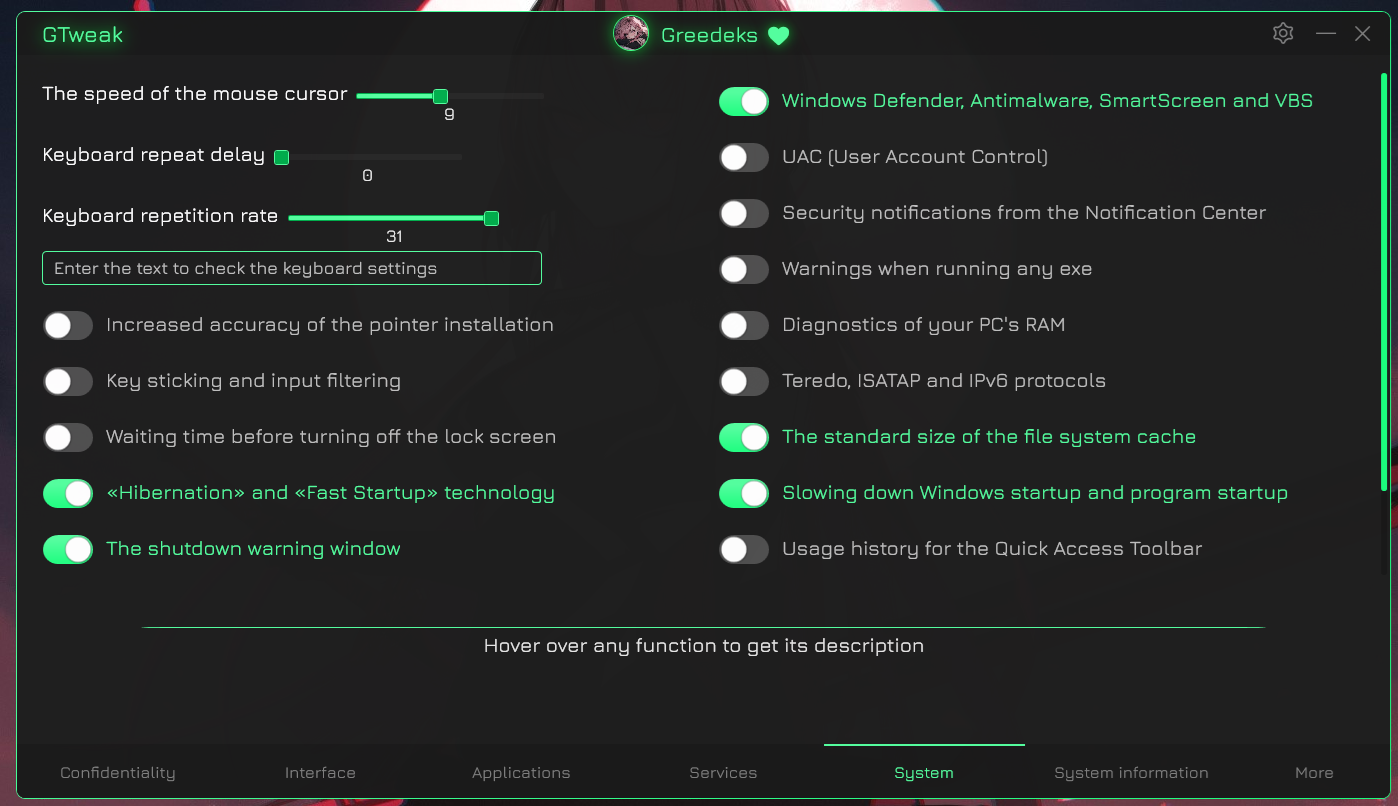 GTweak
Greedeks
The speed of the mouse cursor
9
Keyboard repeat delay
0
Keyboard repetition rate
31
Enter the text to check the keyboard settings
Increased accuracy of the pointer installation
Key sticking and input filtering
Waiting time before turning off the lock screen
«Hibernation» and «Fast Startup» technology
The shutdown warning window
Windows Defender, Antimalware, SmartScreen and VBS
UAC (User Account Control)
Security notifications from the Notification Center
Warnings when running any exe
Diagnostics of your PC's RAM
Teredo, ISATAP and IPv6 protocols
The standard size of the file system cache
Slowing down Windows startup and program startup
Usage history for the Quick Access Toolbar
Hover over any function to get its description
Confidentiality
Interface
Applications
Services
System
System information
More